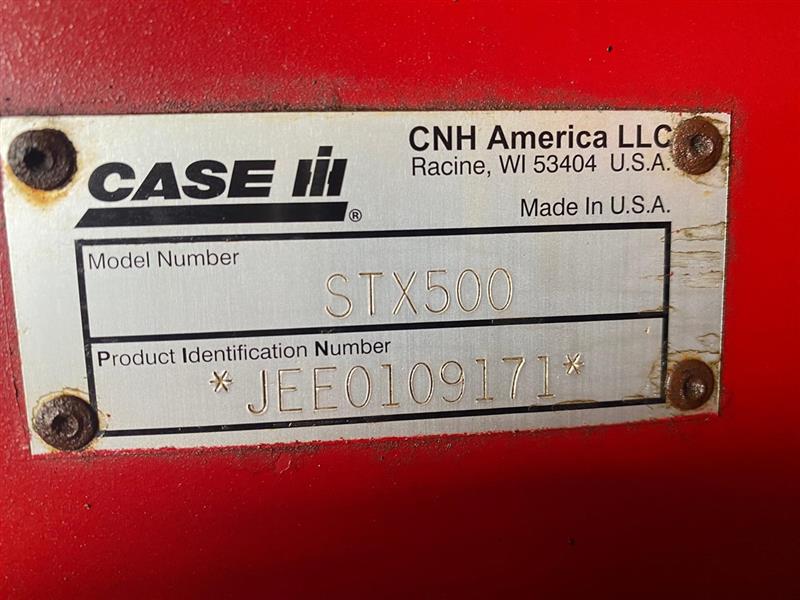 CASE IH®
CNH America LLC
Racine, WI 53404 U.S.A.
Made In U.S.A.
Model Number
STX500
Product Identification Number
*JEE0109171*